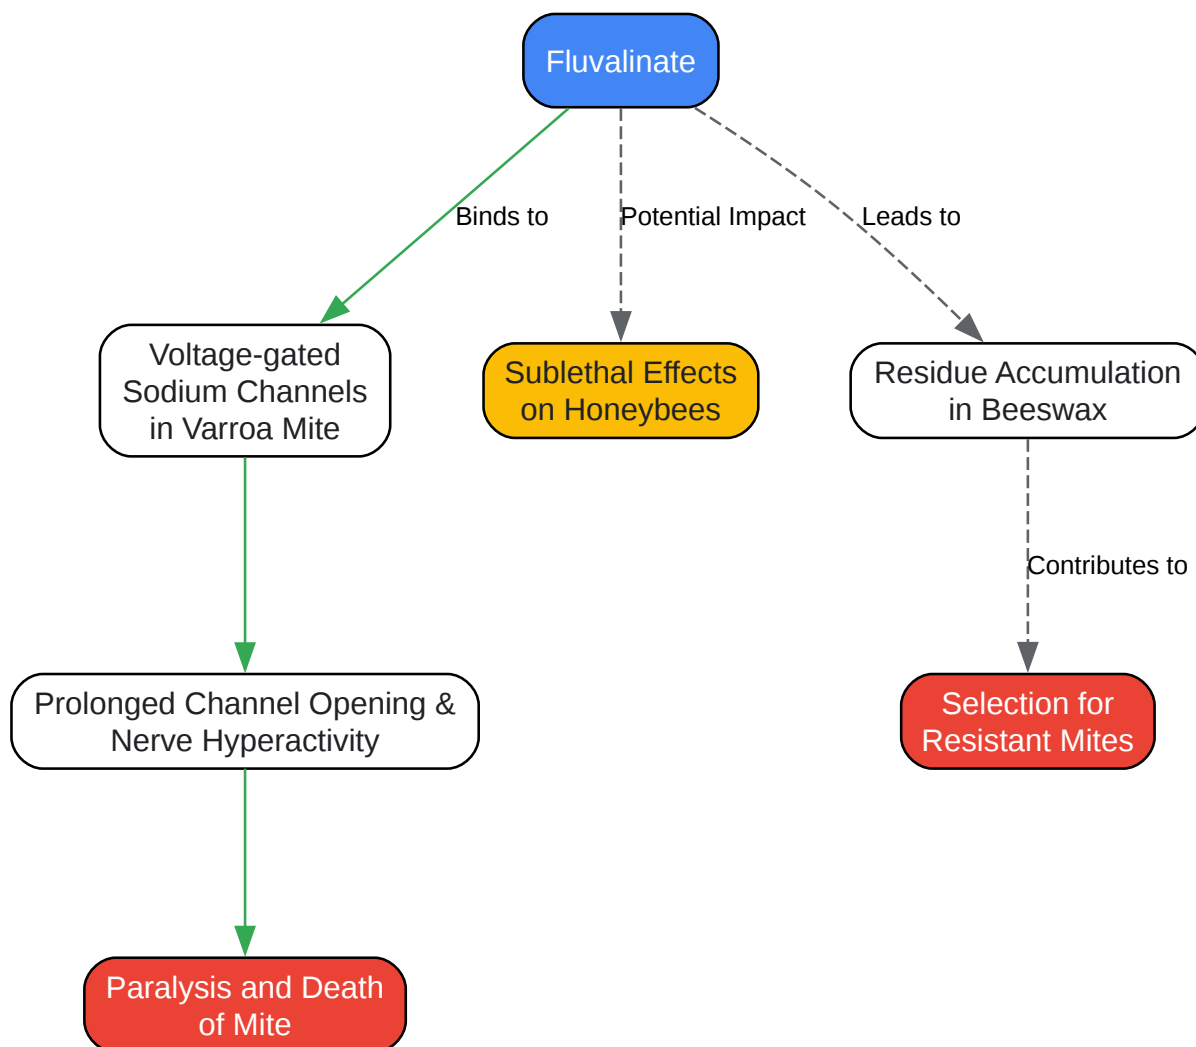 Fluvalinate
Binds to
Potential Impact
Leads to
Voltage-gated
Sodium Channels
in Varroa Mite
Sublethal Effects
on Honeybees
Residue Accumulation
in Beeswax
Contributes to
Prolonged Channel Opening &
Nerve Hyperactivity
Selection for
Resistant Mites
Paralysis and Death
of Mite